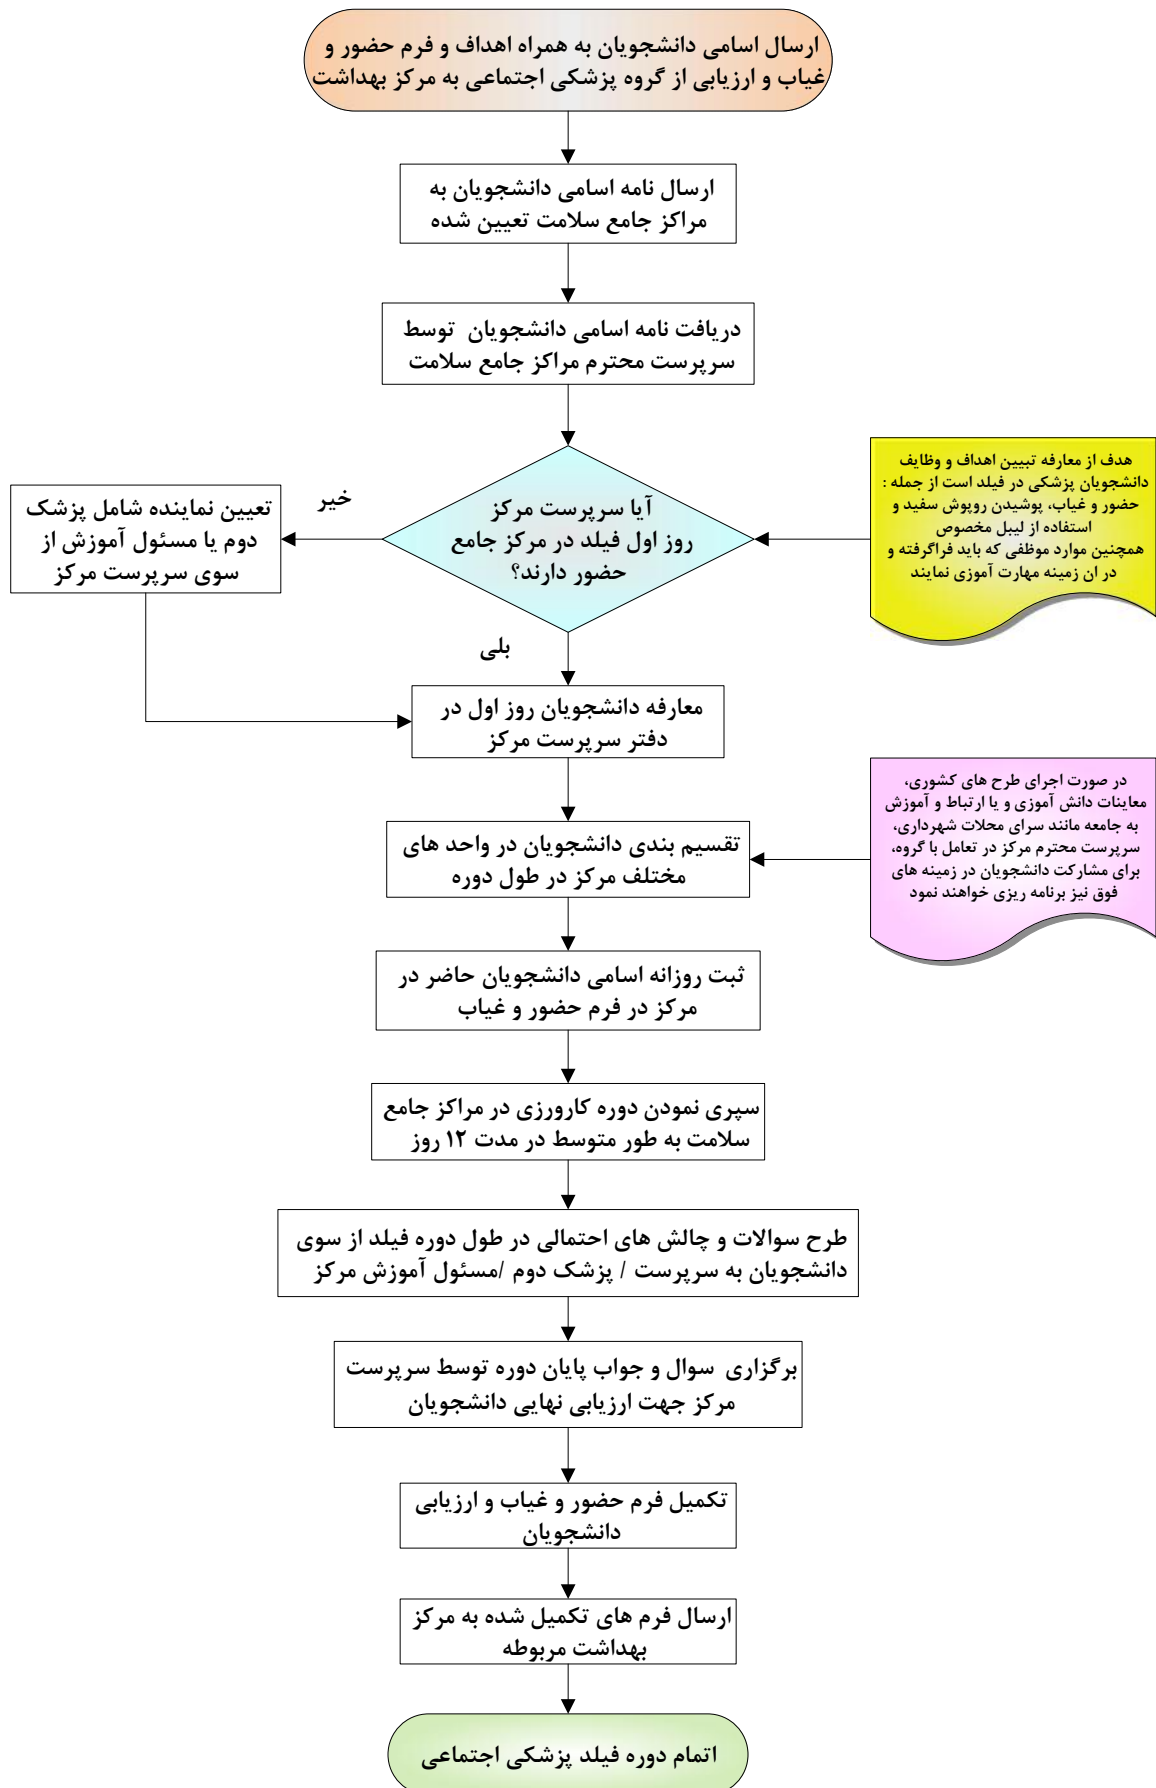 ارسال اسامی دانشجویان به همراه اهداف و فرم حضور و
غیاب و ارزیابی از گروه پزشکی اجتماعی به مرکز بهداشت
ارسال نامه اسامی دانشجویان به
مراکز جامع سلامت تعیین شده
دریافت نامه اسامی دانشجویان توسط
سرپرست محترم مراکز جامع سلامت
آیا سرپرست مرکز
روز اول فیلد در مرکز جامع
حضور دارند؟
هدف از معارفه تبیین اهداف و وظایف
دانشجویان پزشکی در فیلد است از جمله :
حضور و غیاب، پوشیدن روپوش سفید و
استفاده از لیبل مخصوص
همچنین موارد موظفی که باید فراگرفته و
در ان زمینه مهارت آموزی نمایند
خیر
تعیین نماینده شامل پزشک
دوم یا مسئول آموزش از
سوی سرپرست مرکز
بلی
معارفه دانشجویان روز اول در
دفتر سرپرست مرکز
در صورت اجرای طرح های کشوری،
معاینات دانش آموزی و یا ارتباط و آموزش
به جامعه مانند سرای محلات شهرداری،
سرپرست محترم مرکز در تعامل با گروه،
برای مشارکت دانشجویان در زمینه های
فوق نیز برنامه ریزی خواهند نمود
تقسیم بندی دانشجویان در واحد های
مختلف مرکز در طول دوره
ثبت روزانه اسامی دانشجویان حاضر در
مرکز در فرم حضور و غیاب
سپری نمودن دوره کارورزی در مراکز جامع
سلامت به طور متوسط در مدت ۱۲ روز
طرح سوالات و چالش های احتمالی در طول دوره فیلد از سوی
دانشجویان به سرپرست / پزشک دوم /مسئول آموزش مرکز
برگزاری سوال و جواب پایان دوره توسط سرپرست
مرکز جهت ارزیابی نهایی دانشجویان
تکمیل فرم حضور و غیاب و ارزیابی
دانشجویان
ارسال فرم های تکمیل شده به مرکز
بهداشت مربوطه
اتمام دوره فیلد پزشکی اجتماعی